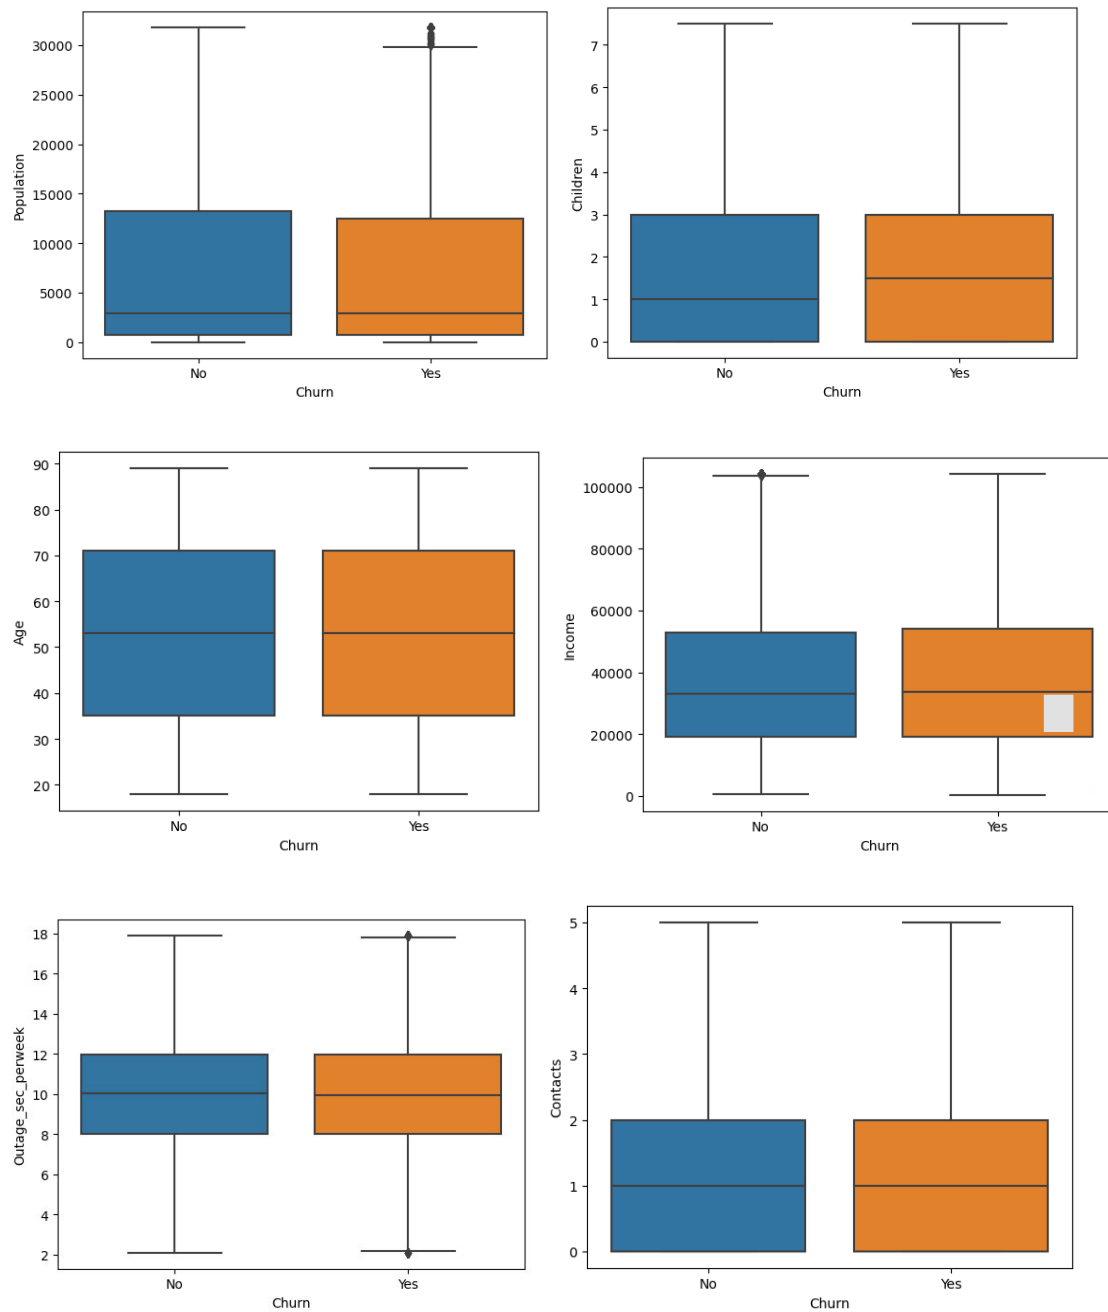 Population
30000
25000
20000
15000
10000
5000
0
No Yes
Churn
Children
7
6
5
4
3
2
1
0
No Yes
Churn
Age
90
80
70
60
50
40
30
20
No Yes
Churn
Income
100000
80000
60000
40000
20000
0
No Yes
Churn
Outage_sec_perweek
18
16
14
12
10
8
6
4
2
No Yes
Churn
Contacts
5
4
3
2
1
0
No Yes
Churn